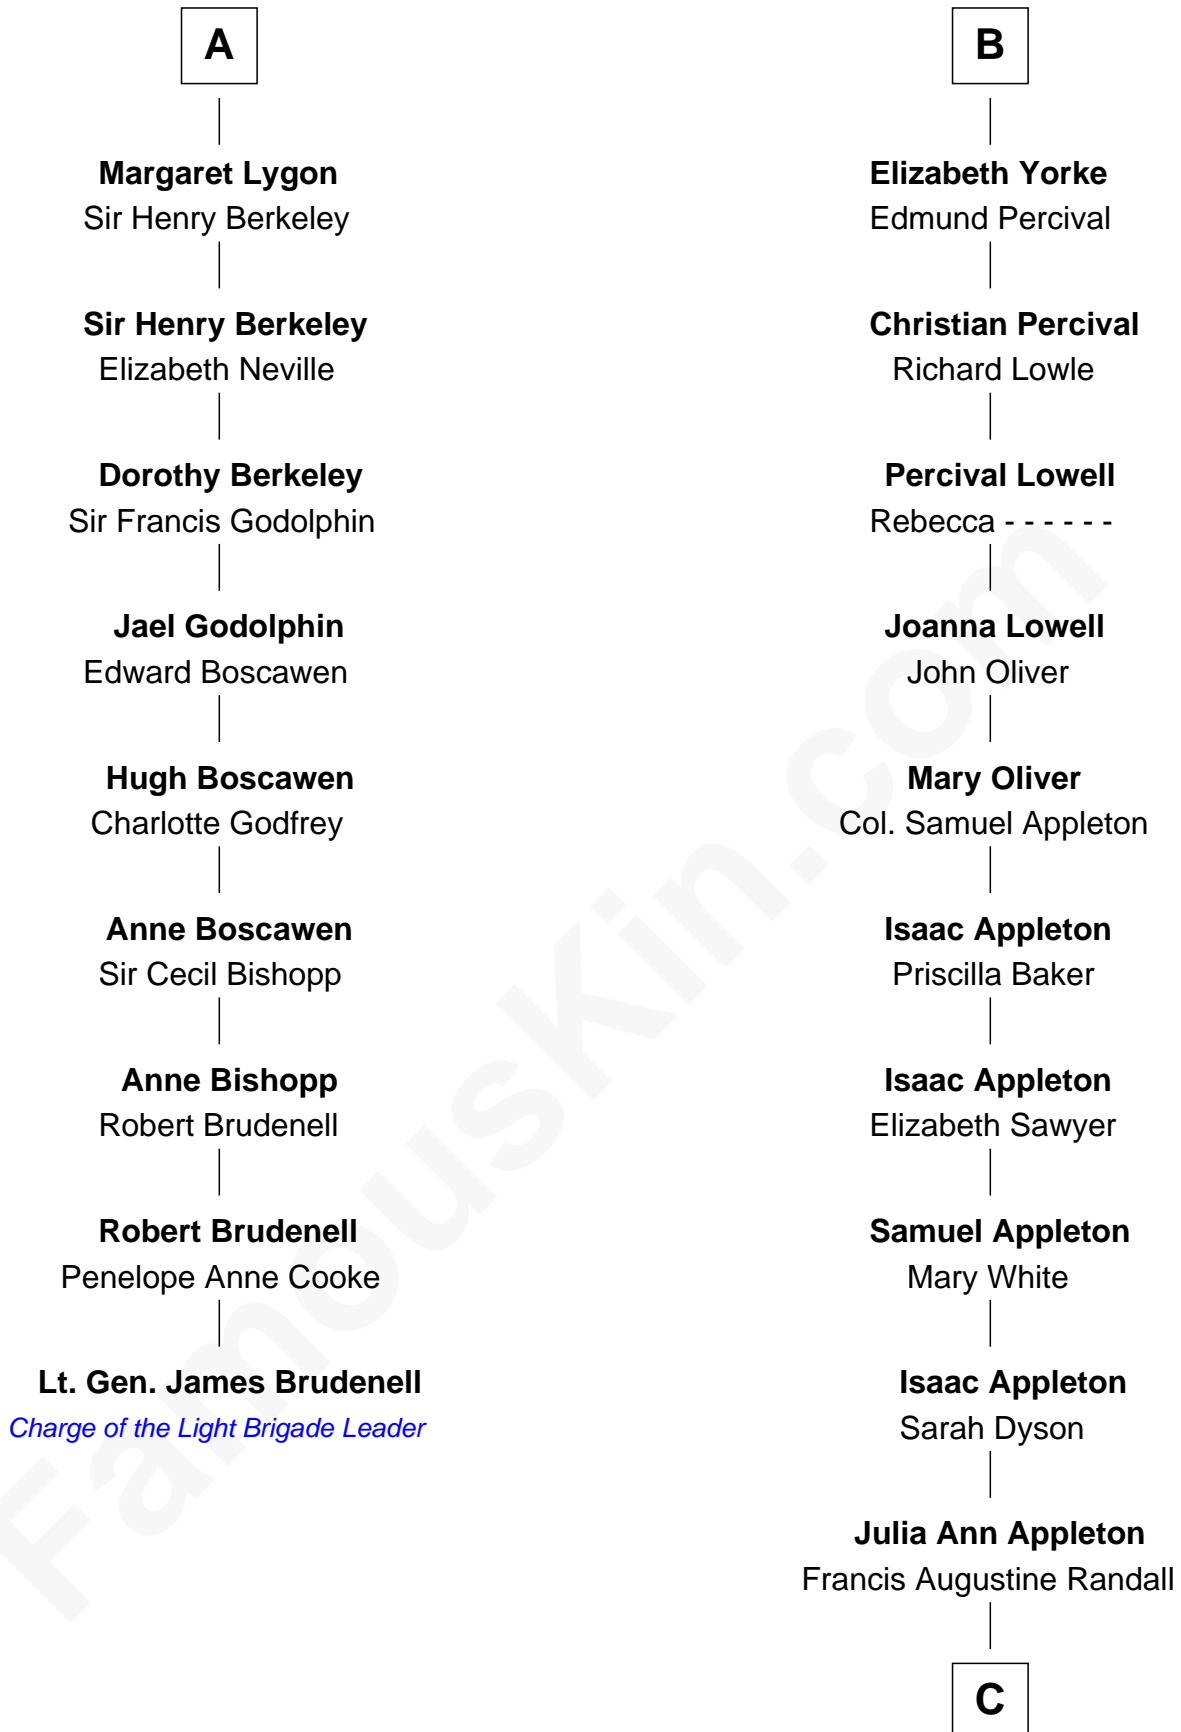 A
Margaret Lygon
Sir Henry Berkeley
Sir Henry Berkeley
Elizabeth Neville
Dorothy Berkeley
Sir Francis Godolphin
Jael Godolphin
Edward Boscawen
Hugh Boscawen
Charlotte Godfrey
Anne Boscawen
Sir Cecil Bishopp
Anne Bishopp
Robert Brudenell
Robert Brudenell
Penelope Anne Cooke
Lt. Gen. James Brudenell
Charge of the Light Brigade Leader
B
Elizabeth Yorke
Edmund Percival
Christian Percival
Richard Lowle
Percival Lowell
Rebecca - - - - - -
Joanna Lowell
John Oliver
Mary Oliver
Col. Samuel Appleton
Isaac Appleton
Priscilla Baker
Isaac Appleton
Elizabeth Sawyer
Samuel Appleton
Mary White
Isaac Appleton
Sarah Dyson
Julia Ann Appleton
Francis Augustine Randall
C
FamousKin.com